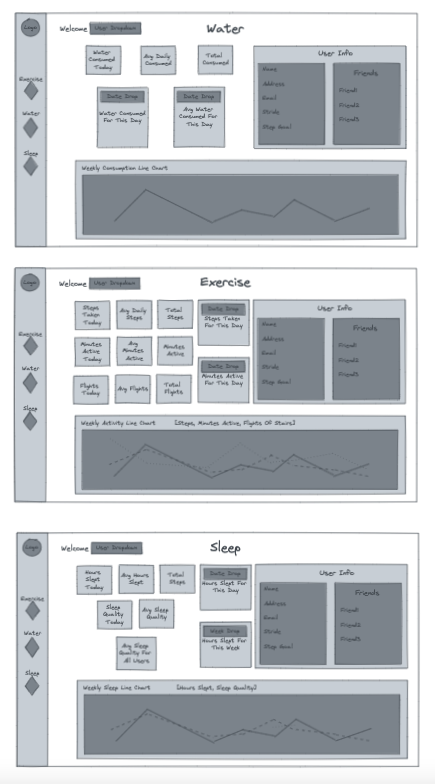 Logo
Welcome User Dropdown
Water
Exercise
Water
Sleep
Water
Consumed
Today
Avg Daily
Consumed
Total
Consumed
Date Drop
Water Consumed
For This Day
Date Drop
Avg Water
Consumed For
This Day
User Info
Name
Address
Email
Stride
Step Goal
Friends
Friend1
Friend2
Friend3
Weekly Consumption Line Chart
Logo
Welcome User Dropdown
Exercise
Exercise
Water
Sleep
Steps
Taken
Today
Avg Daily
Steps
Total
Steps
Minutes
Active
Today
Avg
Minutes
Active
Minutes
Active
Flights
Today
Avg Flights
Total
Flights
Date Drop
Steps Taken
For This Day
Date Drop
Minutes Active
For This Day
User Info
Name
Address
Email
Stride
Step Goal
Friends
Friend1
Friend2
Friend3
Weekly Activity Line Chart [Steps, Minutes Active, Flights Of Stairs]
Logo
Welcome User Dropdown
Sleep
Exercise
Water
Sleep
Hours
Slept
Today
Avg Hours
Slept
Total
Steps
Sleep
Quality
Today
Avg Sleep
Quality
Avg Sleep
Quality For
All Users
Date Drop
Hours Slept For
This Day
Week Drop
Hours Slept For
This Week
User Info
Name
Address
Email
Stride
Step Goal
Friends
Friend1
Friend2
Friend3
Weekly Sleep Line Chart [Hours Slept, Sleep Quality]